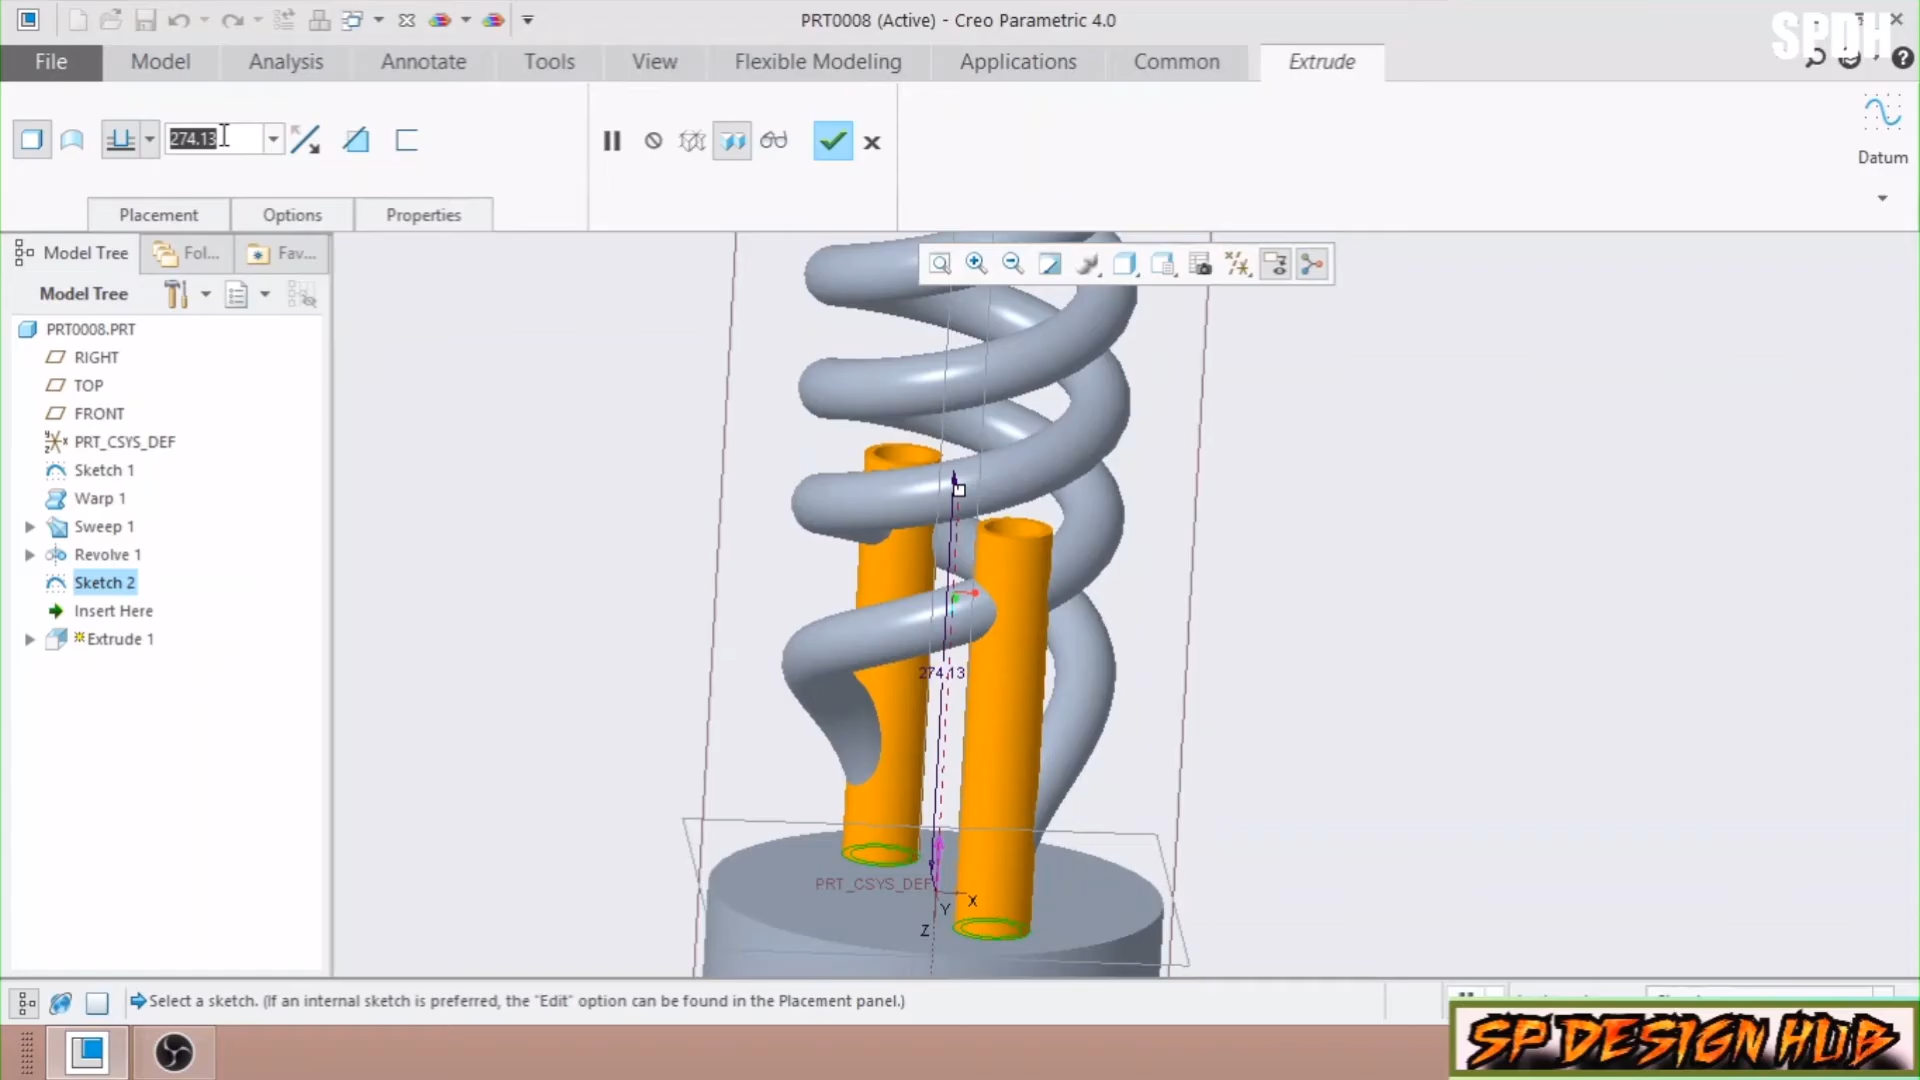 PRT0008 (Active) - Creo Parametric 4.0
SPDH
File
Model
Analysis
Annotate
Tools
View
Flexible Modeling
Applications
Common
Extrude
274.13
Datum
Placement
Options
Properties
Model Tree
Fol...
Fav...
Model Tree
PRT0008.PRT
RIGHT
TOP
FRONT
PRT_CSYS_DEF
Sketch 1
Warp 1
Sweep 1
Revolve 1
Sketch 2
Insert Here
Extrude 1
274.13
PRT_CSYS_DEF
X
Y
Z
Select a sketch. (If an internal sketch is preferred, the "Edit" option can be found in the Placement panel.)
SP DESIGN HUB